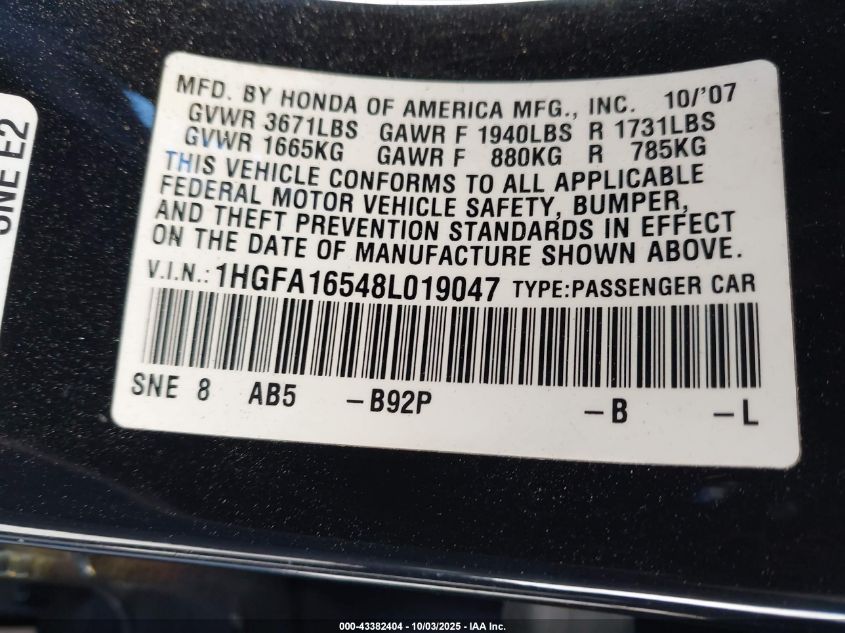 MFD. BY HONDA OF AMERICA MFG., INC. 10/'07
GVWR 3671LBS GAWR F 1940LBS R 1731LBS
GVWR 1665KG GAWR F 880KG R 785KG
THIS VEHICLE CONFORMS TO ALL APPLICABLE
FEDERAL MOTOR VEHICLE SAFETY, BUMPER,
AND THEFT PREVENTION STANDARDS IN EFFECT
ON THE DATE OF MANUFACTURE SHOWN ABOVE.
V.I.N.: 1HGFA16548L019047 TYPE:PASSENGER CAR
SNE 8 AB5 -B92P -B -L
SNE E2
000-43382404 - 10/03/2025 - IAA Inc.